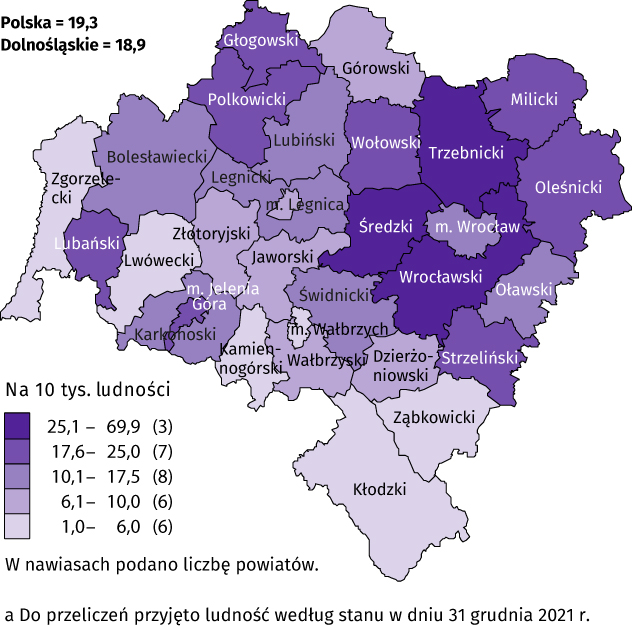 Polska = 19,3
Dolnośląskie = 18,9
Głogowski
Górowski
Polkowicki
Milicki
Lubiński
Wołowski
Trzebnicki
Bolesławiecki
Zgorzele-
cki
Legnicki
Oleśnicki
m. Legnica
Średzki
m. Wrocław
Lubański
Złotoryjski
Lwówecki
Jaworski
Wrocławski
m. Jelenia
Góra
Świdnicki
Oławski
Karkonoski
m. Wałbrzych
Kamien-
nogórski
Wałbrzyski
Dzierżo-
niowski
Strzeliński
Na 10 tys. ludności
25,1 – 69,9 (3)
17,6– 25,0 (7)
10,1– 17,5 (8)
6,1– 10,0 (6)
1,0– 6,0 (6)
Ząbkowicki
Kłodzki
W nawiasach podano liczbę powiatów.
a Do przeliczeń przyjęto ludność według stanu w dniu 31 grudnia 2021 r.